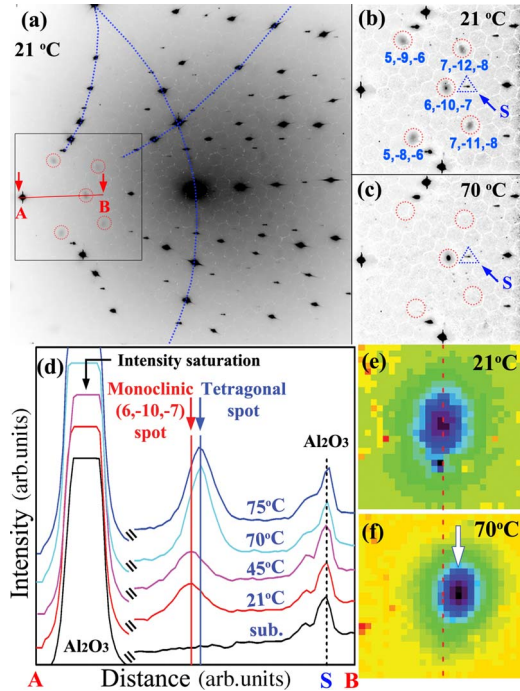 (a)
21 °C
A
B
(b)
21 °C
5,-9,-6
7,-12,-8
6,-10,-7
S
5,-8,-6
7,-11,-8
(c)
70 °C
S
(d)
Intensity saturation
Monoclinic
(6,-10,-7)
spot
Tetragonal
spot
Al2O3
75°C
70°C
45°C
21°C
sub.
Al2O3
Intensity (arb.units)
A
Distance (arb.units)
S
B
(e)
21°C
(f)
70°C